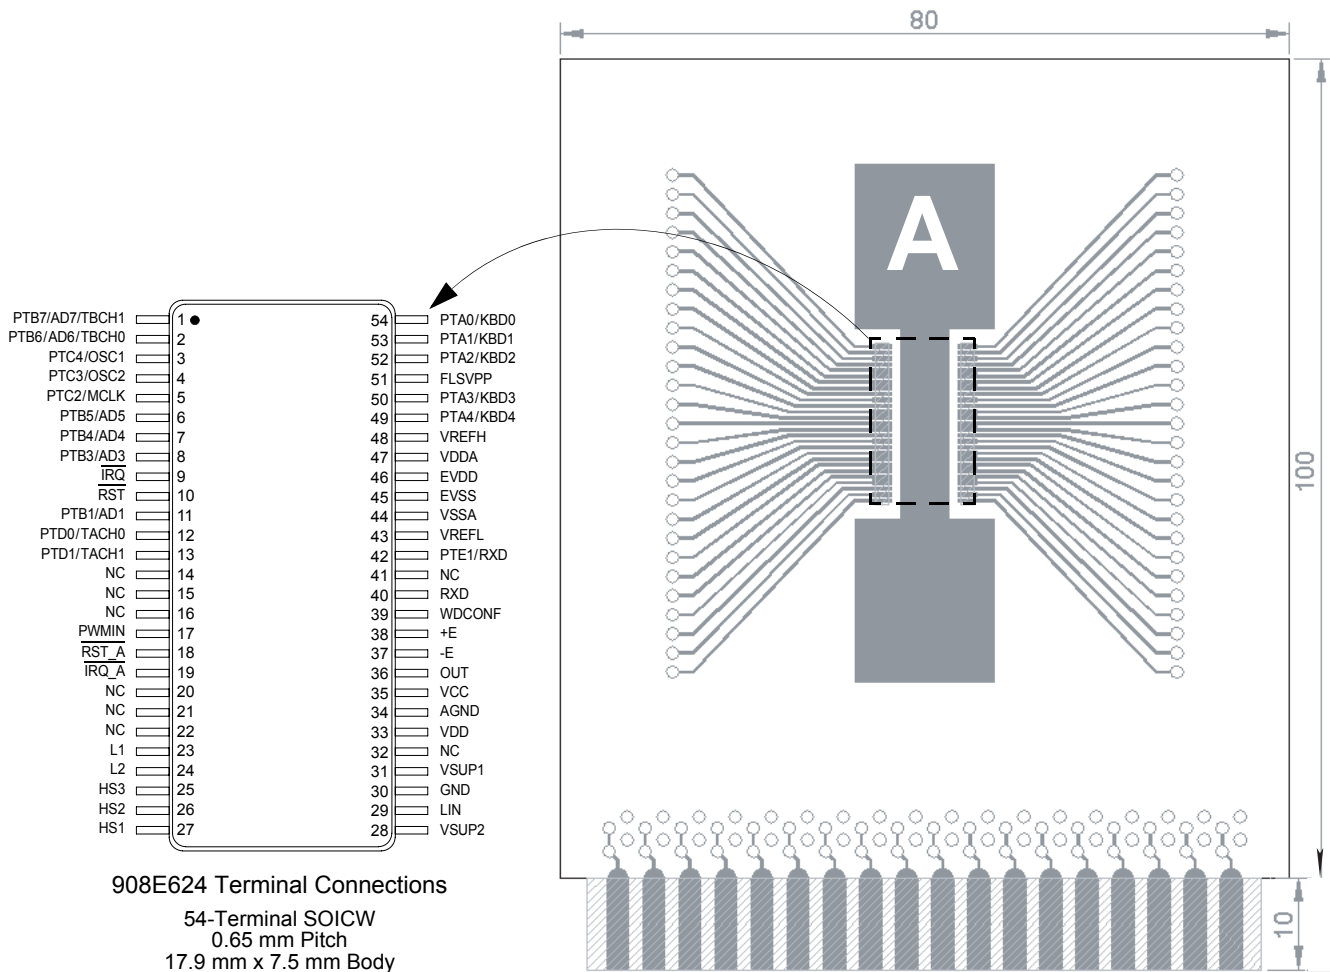 80
A
100
PTB7/AD7/TBCH1 1 54 PTA0/KBD0
PTB6/AD6/TBCH0 2 53 PTA1/KBD1
PTC4/OSC1 3 52 PTA2/KBD2
PTC3/OSC2 4 51 FLSVPP
PTC2/MCLK 5 50 PTA3/KBD3
PTB5/AD5 6 49 PTA4/KBD4
PTB4/AD4 7 48 VREFH
PTB3/AD3 8 47 VDDA
IRQ 9 46 EVDD
RST 10 45 EVSS
PTB1/AD1 11 44 VSSA
PTD0/TACH0 12 43 VREFL
PTD1/TACH1 13 42 PTE1/RXD
NC 14 41 NC
NC 15 40 RXD
NC 16 39 WDCONF
PWMIN 17 38 +E
RST_A 18 37 -E
IRQ_A 19 36 OUT
NC 20 35 VCC
NC 21 34 AGND
NC 22 33 VDD
L1 23 32 NC
L2 24 31 VSUP1
HS3 25 30 GND
HS2 26 29 LIN
HS1 27 28 VSUP2
908E624 Terminal Connections
54-Terminal SOICW
0.65 mm Pitch
17.9 mm x 7.5 mm Body
10